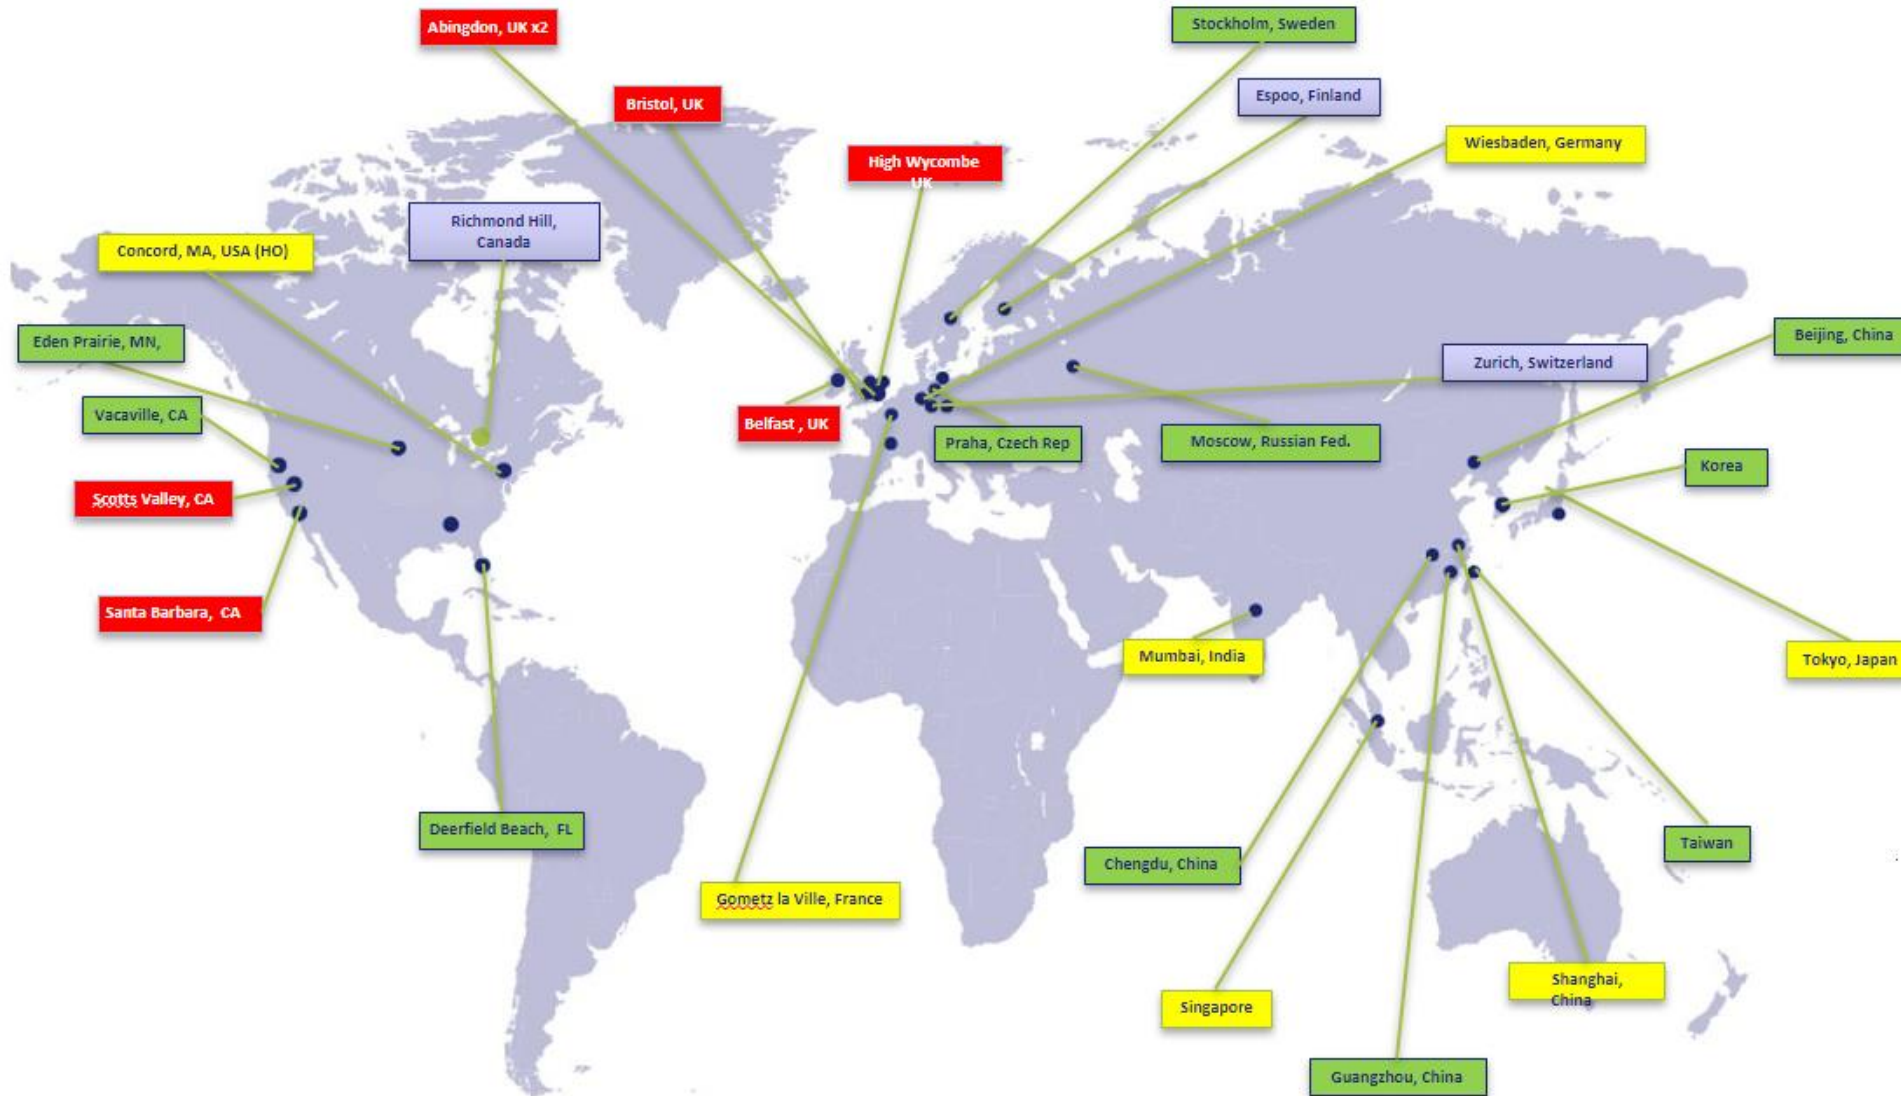 Abingdon, UK x2
Stockholm, Sweden
Bristol, UK
Espoo, Finland
Wiesbaden, Germany
High Wycombe
UK
Richmond Hill,
Canada
Concord, MA, USA (HO)
Eden Prairie, MN,
Beijing, China
Zurich, Switzerland
Vacaville, CA
Belfast , UK
Praha, Czech Rep
Moscow, Russian Fed.
Korea
Scotts Valley, CA
Santa Barbara, CA
Mumbai, India
Tokyo, Japan
Deerfield Beach, FL
Taiwan
Chengdu, China
Gometz la Ville, France
Shanghai,
China
Singapore
Guangzhou, China